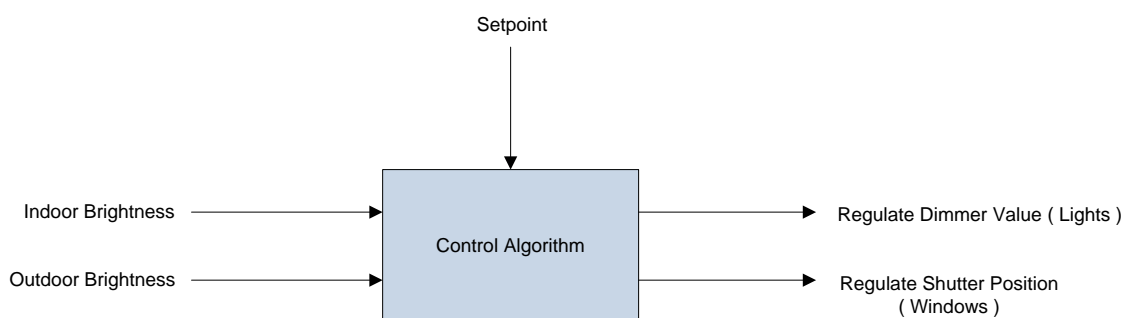 Setpoint
Indoor Brightness
Regulate Dimmer Value ( Lights )
Control Algorithm
Outdoor Brightness
Regulate Shutter Position
( Windows )